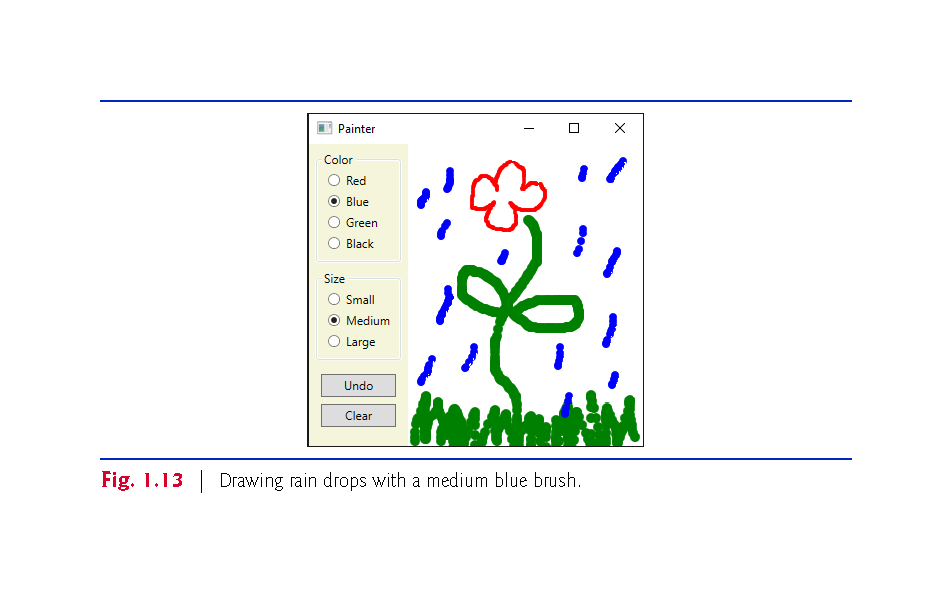 Painter
Color
Red
Blue
Green
Black
Size
Small
Medium
Large
Undo
Clear
Fig. 1.13 | Drawing rain drops with a medium blue brush.